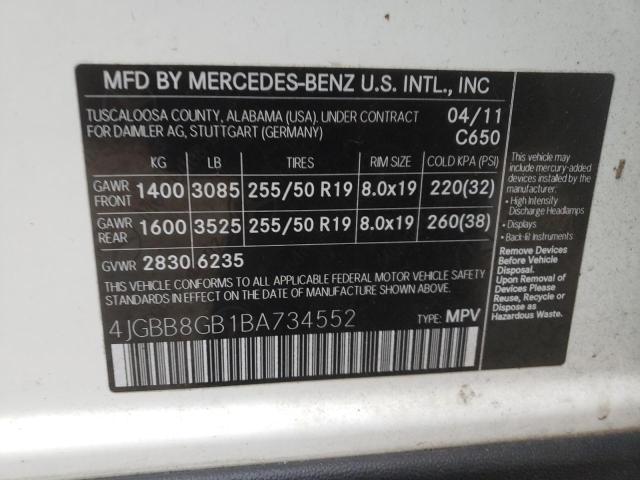 MFD BY MERCEDES-BENZ U.S. INTL., INC
TUSCALOOSA COUNTY, ALABAMA (USA). UNDER CONTRACT 04/11
FOR DAIMLER AG, STUTTGART (GERMANY) C650
KG LB TIRES RIM SIZE COLD KPA (PSI)
GAWR FRONT 1400 3085 255/50 R19 8.0x19 220(32)
GAWR REAR 1600 3525 255/50 R19 8.0x19 260(38)
GVWR 2830 6235
THIS VEHICLE CONFORMS TO ALL APPLICABLE FEDERAL MOTOR VEHICLE SAFETY
STANDARDS IN EFFECT ON THE DATE OF MANUFACTURE SHOWN ABOVE.
4JGBB8GB1BA734552 TYPE: MPV
This vehicle may
include mercury-added
devices installed by the
manufacturer:
• High Intensity
Discharge Headlamps
• Displays
• Back-lit Instruments
Remove Devices
Before Vehicle
Disposal.
Upon Removal of
Devices Please
Reuse, Recycle or
Dispose as
Hazardous Waste.